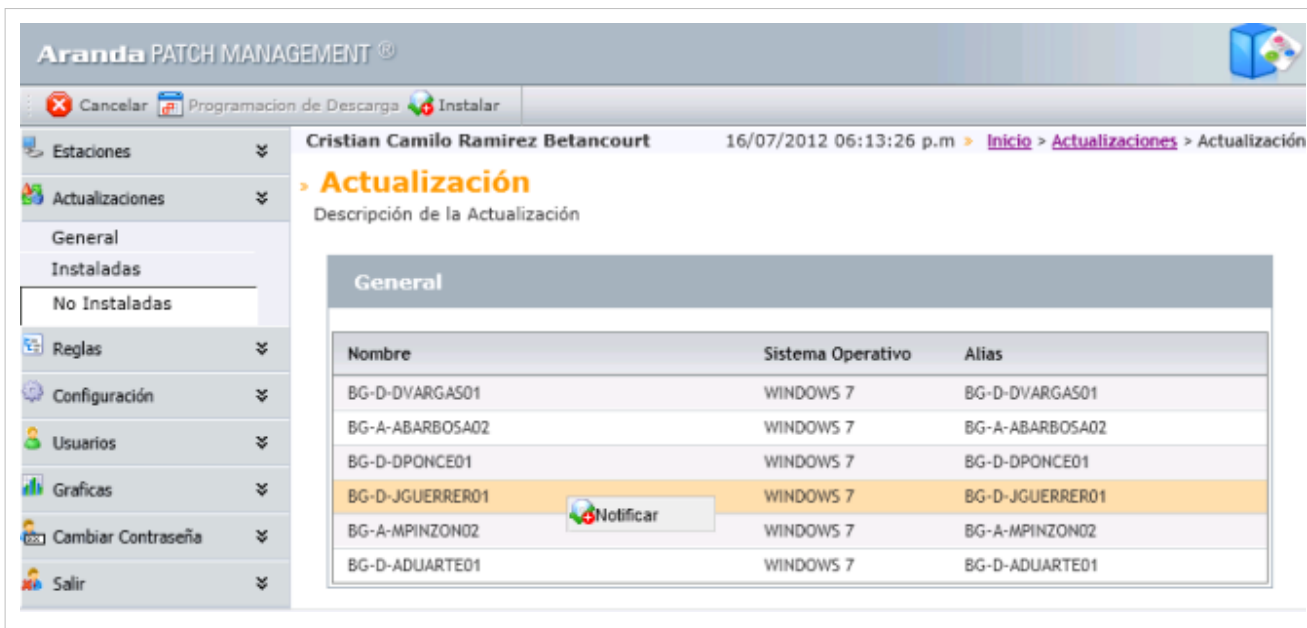 Aranda PATCH MANAGEMENT ®
Cancelar Programacion de Descarga Instalar
Estaciones
Actualizaciones
General
Instaladas
No Instaladas
Reglas
Configuración
Usuarios
Graficas
Cambiar Contraseña
Salir
Cristian Camilo Ramirez Betancourt 16/07/2012 06:13:26 p.m » Inicio > Actualizaciones > Actualización
» Actualización
Descripción de la Actualización
General
Nombre Sistema Operativo Alias
BG-D-DVARGAS01 WINDOWS 7 BG-D-DVARGAS01
BG-A-ABARBOSA02 WINDOWS 7 BG-A-ABARBOSA02
BG-D-DPONCE01 WINDOWS 7 BG-D-DPONCE01
BG-D-JGUERRER01 WINDOWS 7 BG-D-JGUERRER01
Notificar
BG-A-MPINZON02 WINDOWS 7 BG-A-MPINZON02
BG-D-ADUARTE01 WINDOWS 7 BG-D-ADUARTE01